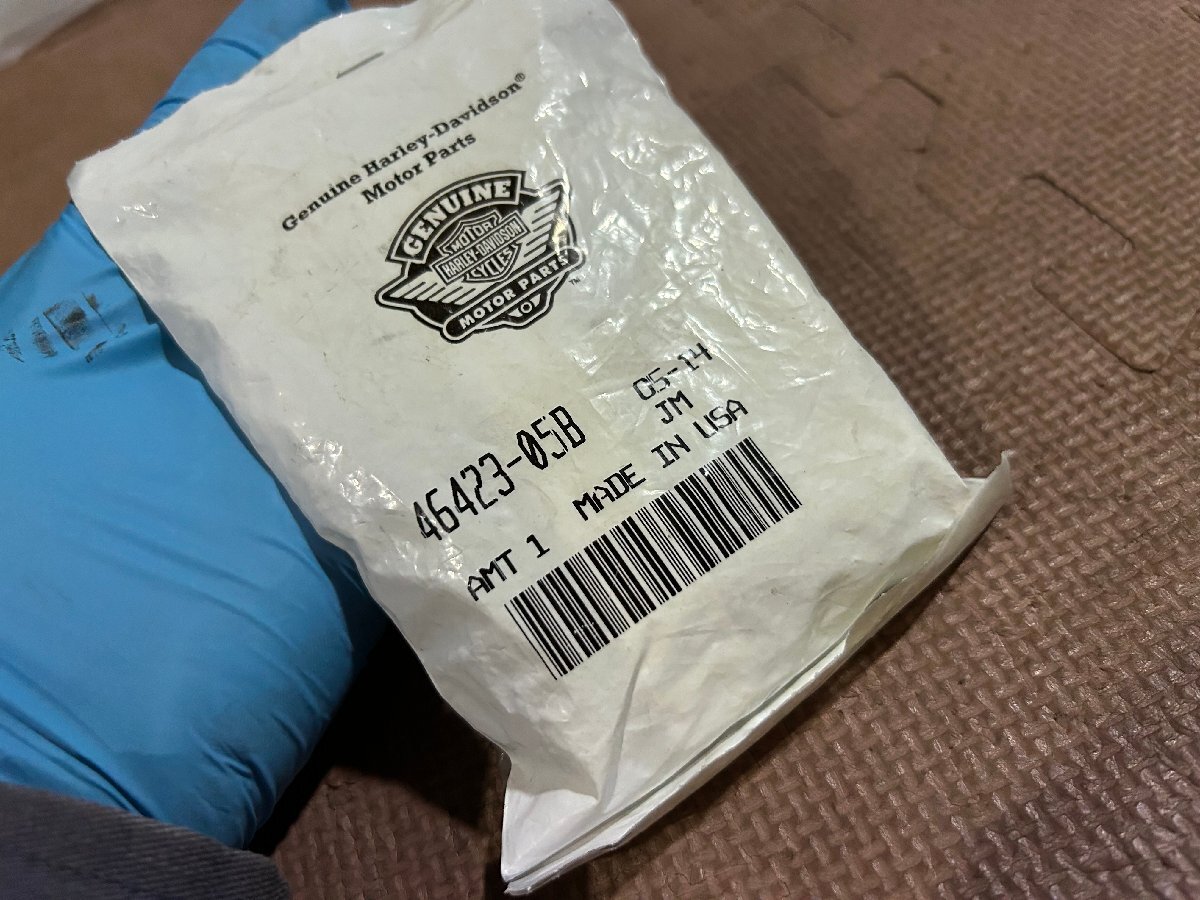 Genuine Harley-Davidson®
Motor Parts
GENUINE
MOTOR
HARLEY-DAVIDSON
CYCLES
MOTOR PARTS
™
46423-05B
05-14
JM
AMT 1 MADE IN USA